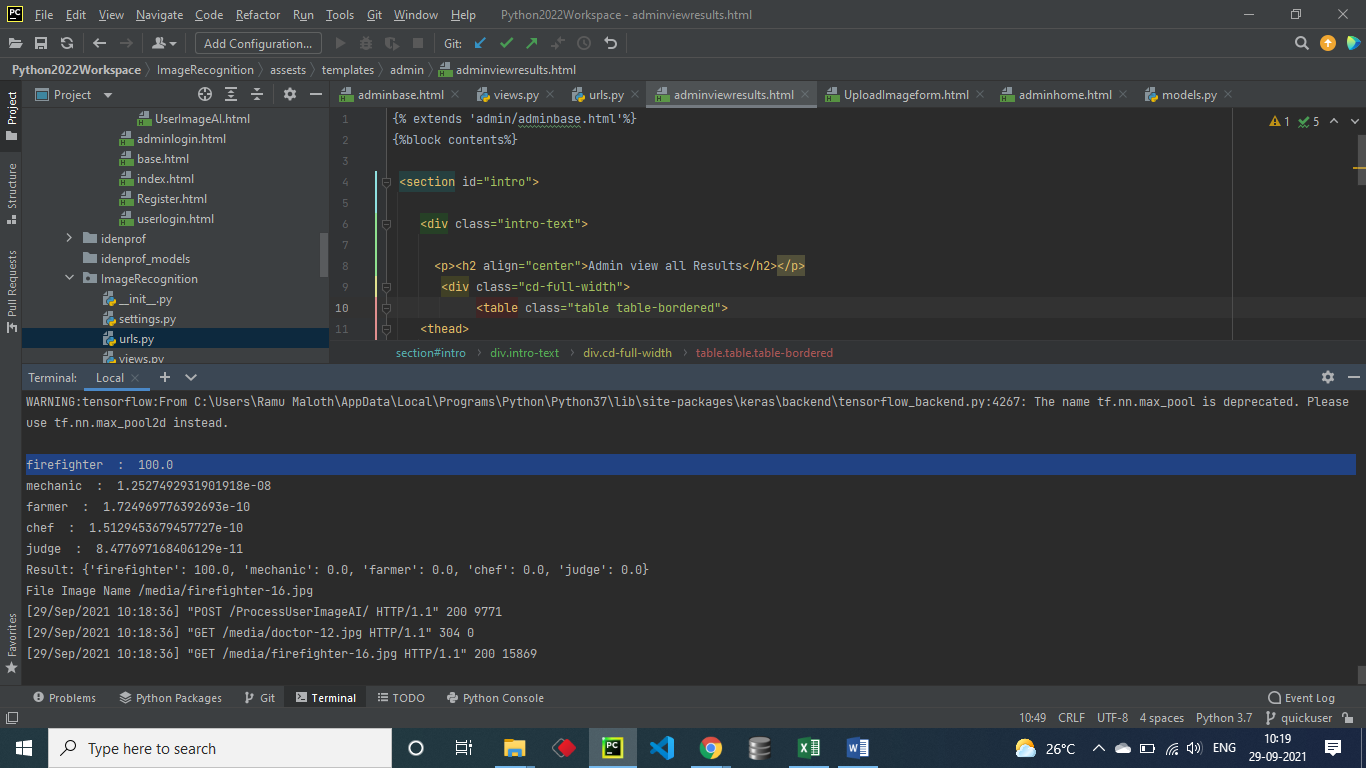 File Edit View Navigate Code Refactor Run Tools Git Window Help Python2022Workspace - adminviewresults.html
Add Configuration... Git:
Python2022Workspace ImageRecognition assests templates admin adminviewresults.html
Project
adminbase.html views.py urls.py adminviewresults.html UploadImageform.html adminhome.html models.py
Project
Structure
Pull Requests
Favorites
UserImageAI.html
adminlogin.html
base.html
index.html
Register.html
userlogin.html
idenprof
idenprof_models
ImageRecognition
__init__.py
settings.py
urls.py
views.py
1 {% extends 'admin/adminbase.html'%}
2 {%block contents%}
3
4 <section id="intro">
5
6 <div class="intro-text">
7
8 <p><h2 align="center">Admin view all Results</h2></p>
9 <div class="cd-full-width">
10 <table class="table table-bordered">
11 <thead>
1 5
section#intro div.intro-text div.cd-full-width table.table.table-bordered
Terminal: Local
WARNING:tensorflow:From C:\Users\Ramu Maloth\AppData\Local\Programs\Python\Python37\lib\site-packages\keras\backend\tensorflow_backend.py:4267: The name tf.nn.max_pool is deprecated. Please
use tf.nn.max_pool2d instead.
firefighter : 100.0
mechanic : 1.2527492931901918e-08
farmer : 1.724969776392693e-10
chef : 1.5129453679457727e-10
judge : 8.477697168406129e-11
Result: {'firefighter': 100.0, 'mechanic': 0.0, 'farmer': 0.0, 'chef': 0.0, 'judge': 0.0}
File Image Name /media/firefighter-16.jpg
[29/Sep/2021 10:18:36] "POST /ProcessUserImageAI/ HTTP/1.1" 200 9771
[29/Sep/2021 10:18:36] "GET /media/doctor-12.jpg HTTP/1.1" 304 0
[29/Sep/2021 10:18:36] "GET /media/firefighter-16.jpg HTTP/1.1" 200 15869
Problems Python Packages Git Terminal TODO Python Console Event Log
10:49 CRLF UTF-8 4 spaces Python 3.7 quickuser
Type here to search
26°C ENG
10:19
29-09-2021